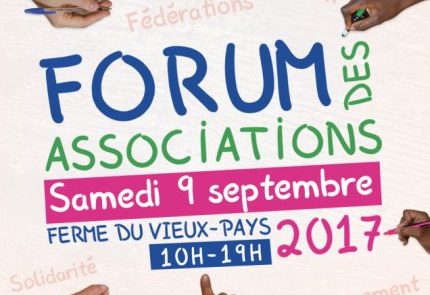 Fédérations
FORUM DES
ASSOCIATIONS
Samedi 9 septembre
FERME DU VIEUX-PAYS
10H-19H
2017
Solidarité